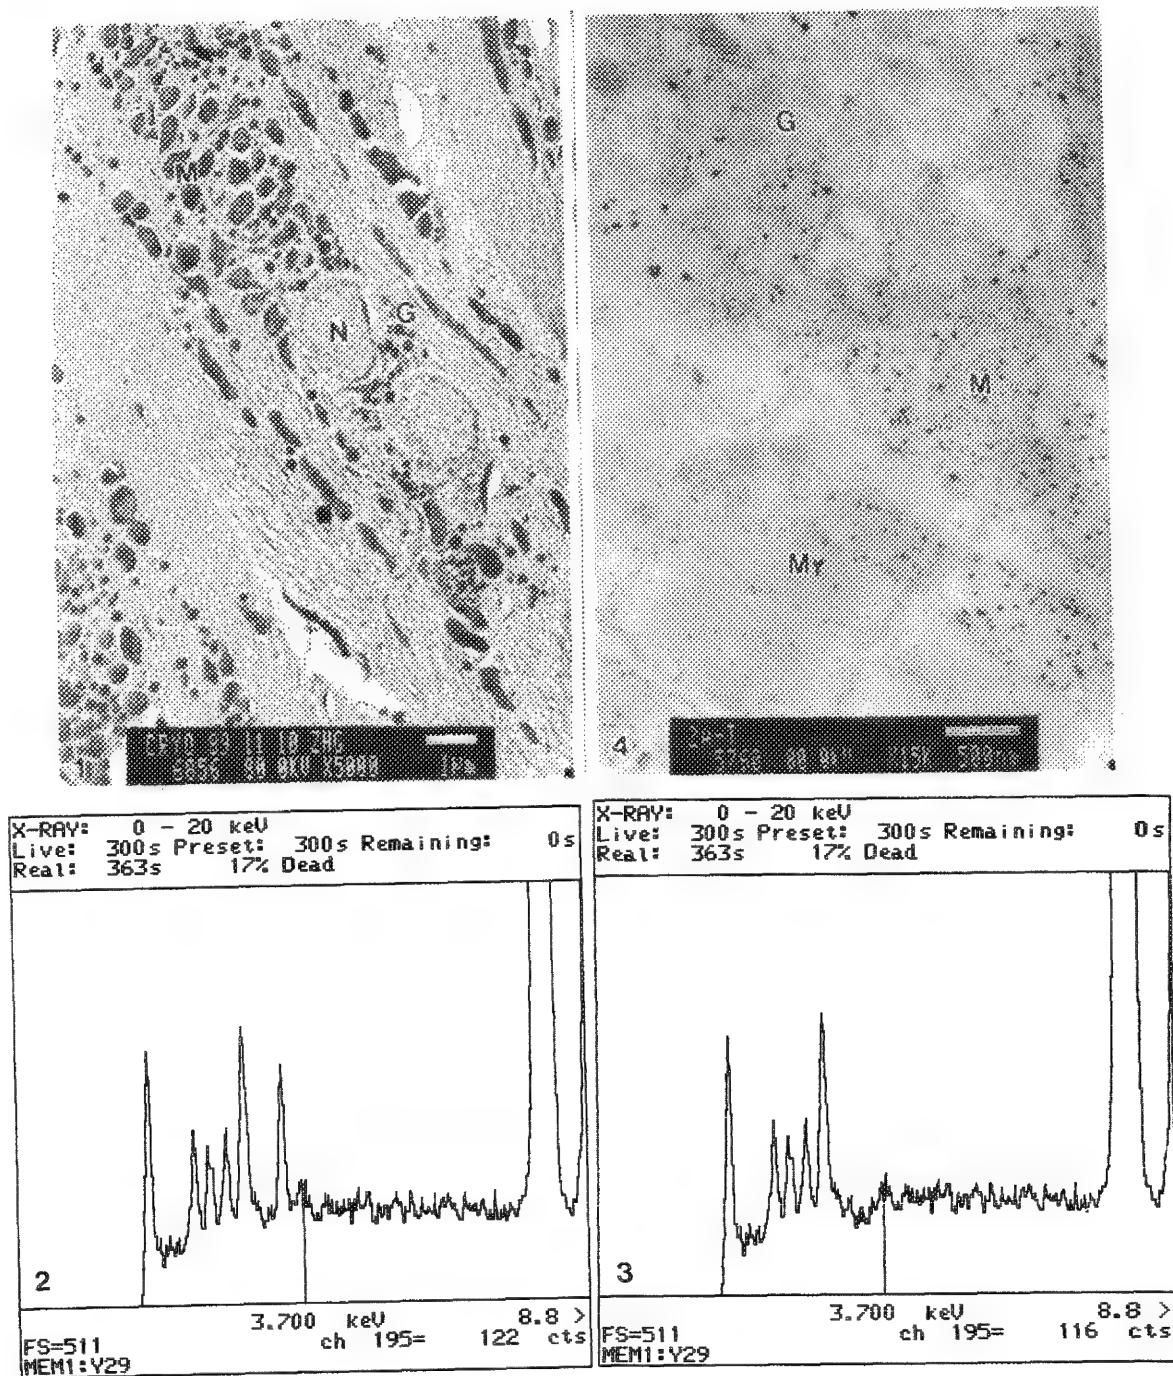 M
N
G
1μm
G
M
My
4
X15K 500nm
X-RAY: 0 - 20 keV
Live: 300s Preset: 300s Remaining: 0s
Real: 363s 17% Dead
2
3.700 keV 8.8 >
FS=511 ch 195= 122 cts
MEM1:Y29
X-RAY: 0 - 20 keV
Live: 300s Preset: 300s Remaining: 0s
Real: 363s 17% Dead
3
3.700 keV 8.8 >
FS=511 ch 195= 116 cts
MEM1:Y29